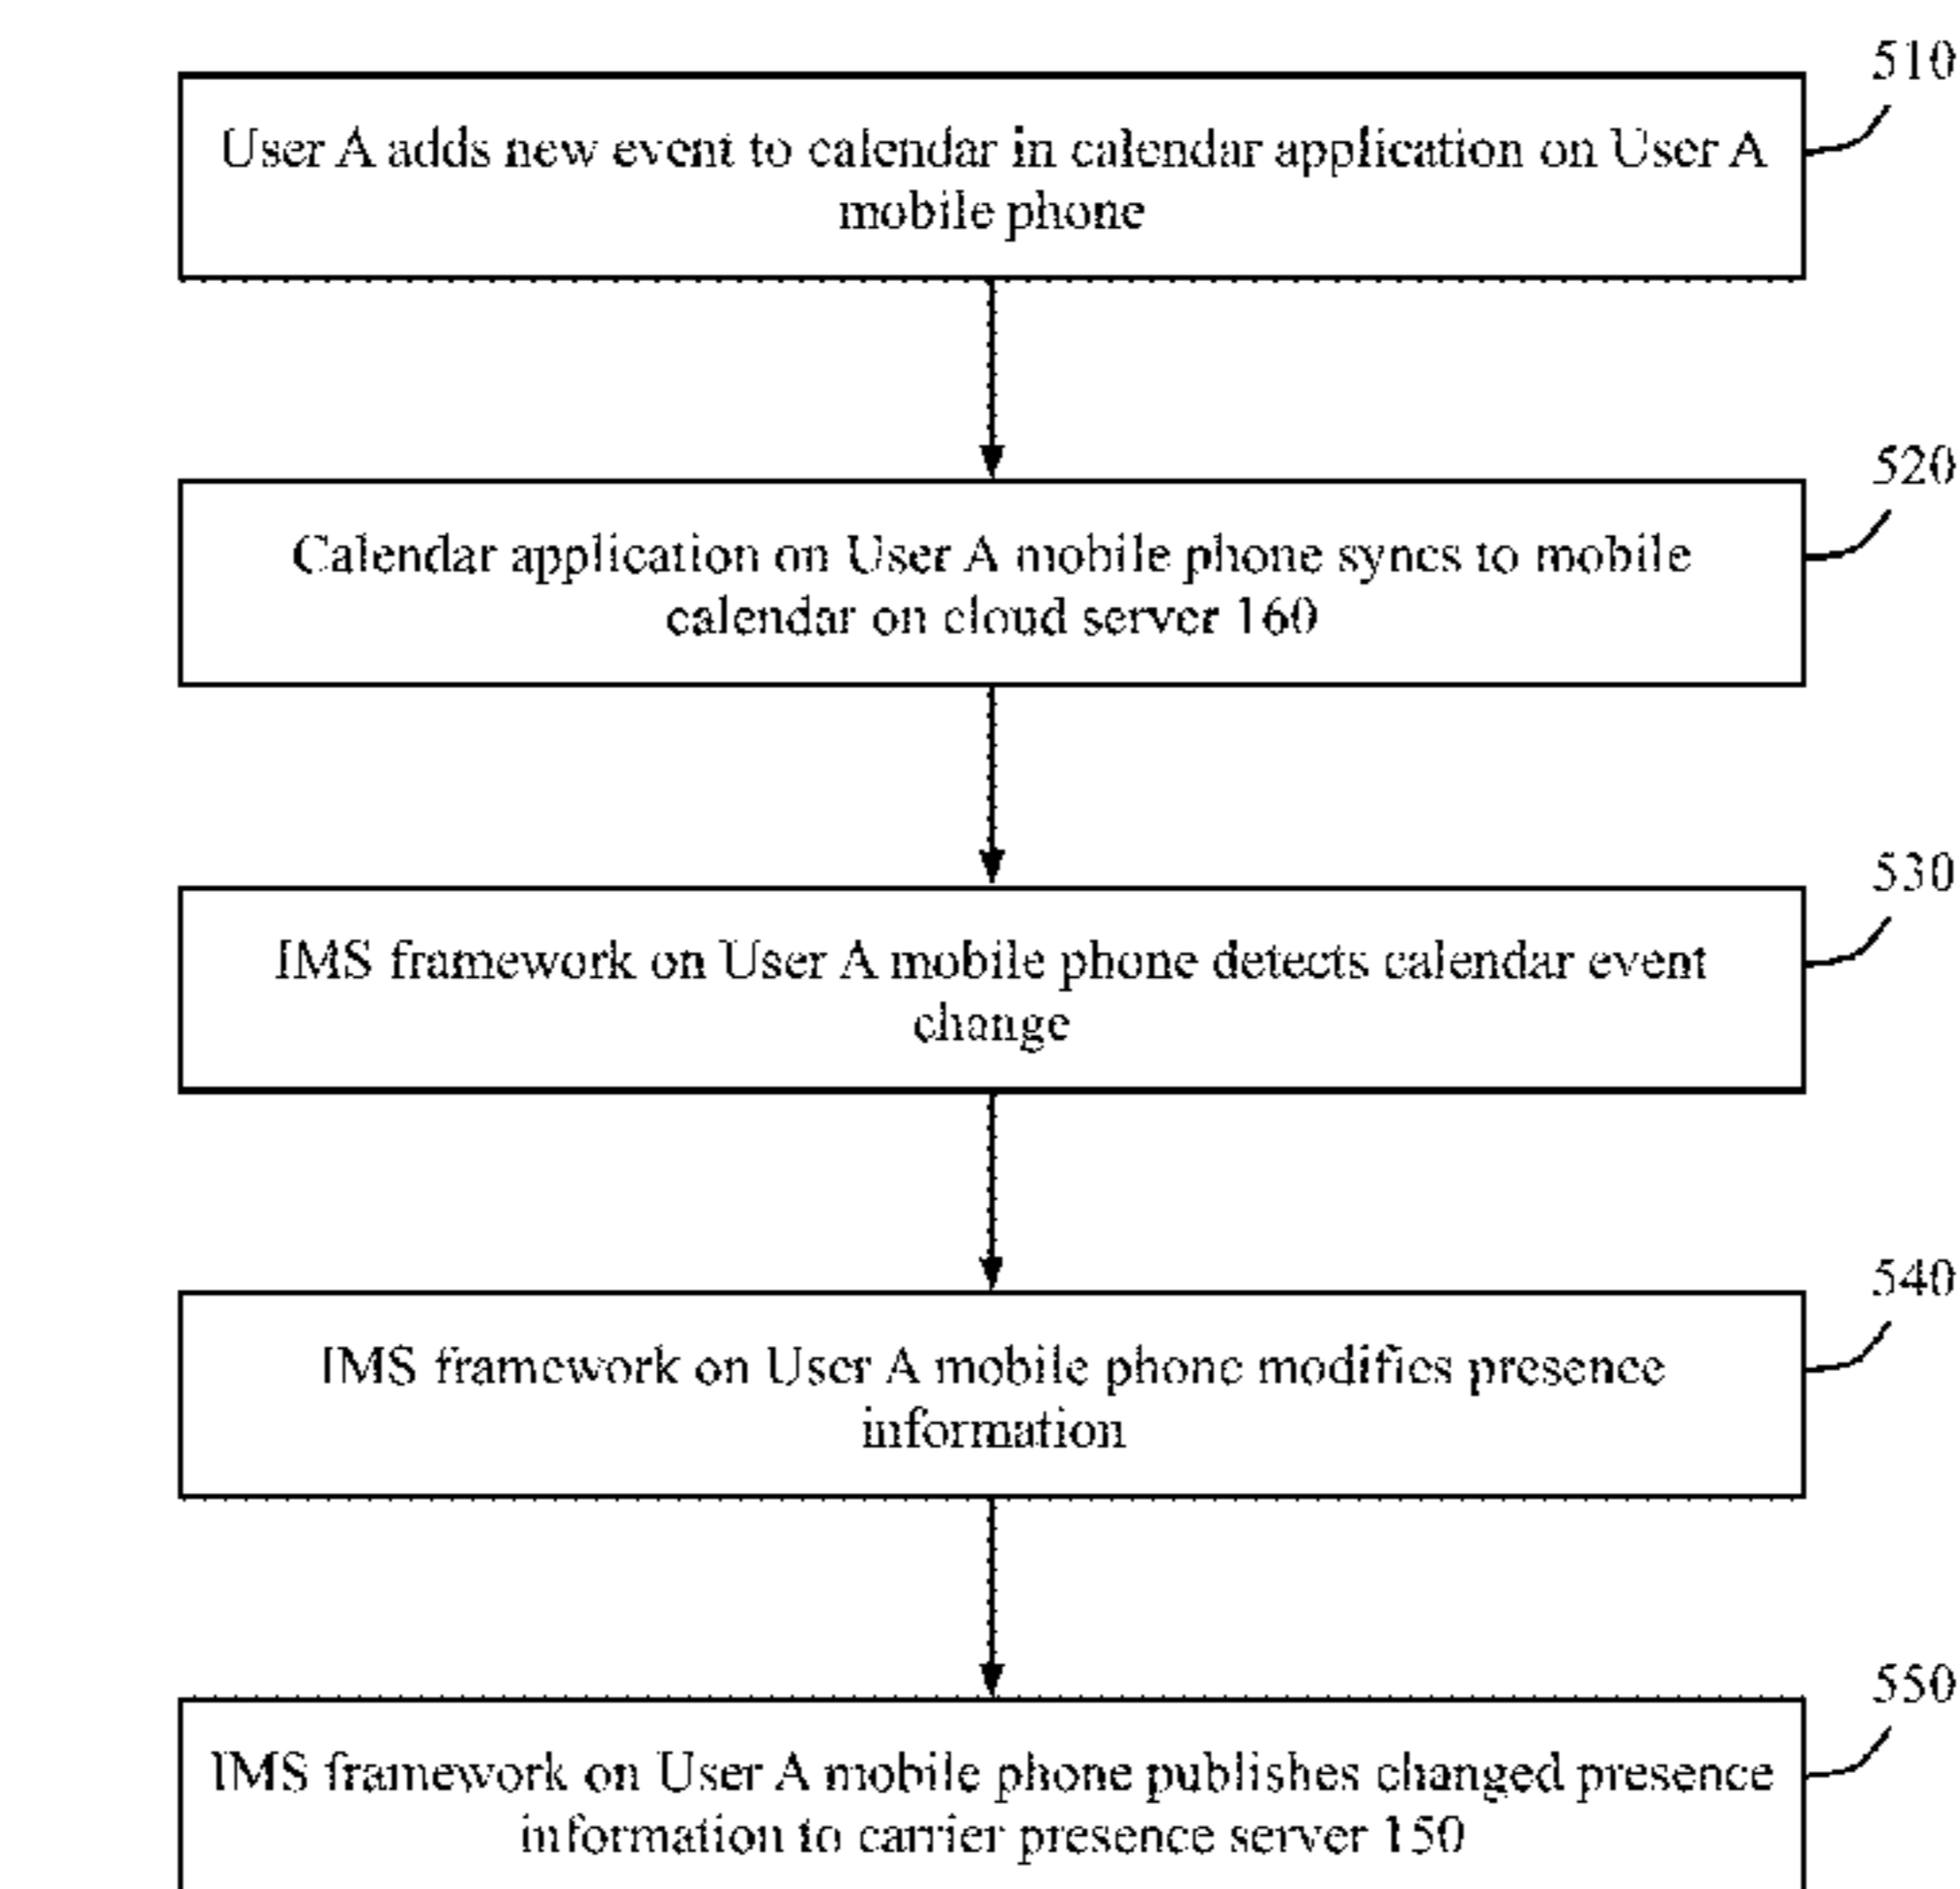 510
User A adds new event to calendar in calendar application on User A
mobile phone
520
Calendar application on User A mobile phone syncs to mobile
calendar on cloud server 160
530
IMS framework on User A mobile phone detects calendar event
change
540
IMS framework on User A mobile phone modifies presence
information
550
IMS framework on User A mobile phone publishes changed presence
information to carrier presence server 150